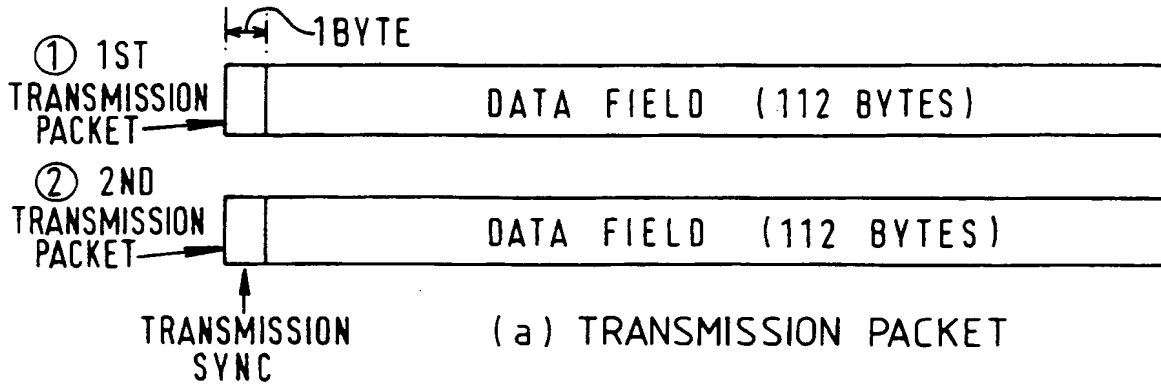 1BYTE
① 1ST
TRANSMISSION
PACKET
DATA FIELD (112 BYTES)
② 2ND
TRANSMISSION
PACKET
DATA FIELD (112 BYTES)
TRANSMISSION
SYNC
(a) TRANSMISSION PACKET